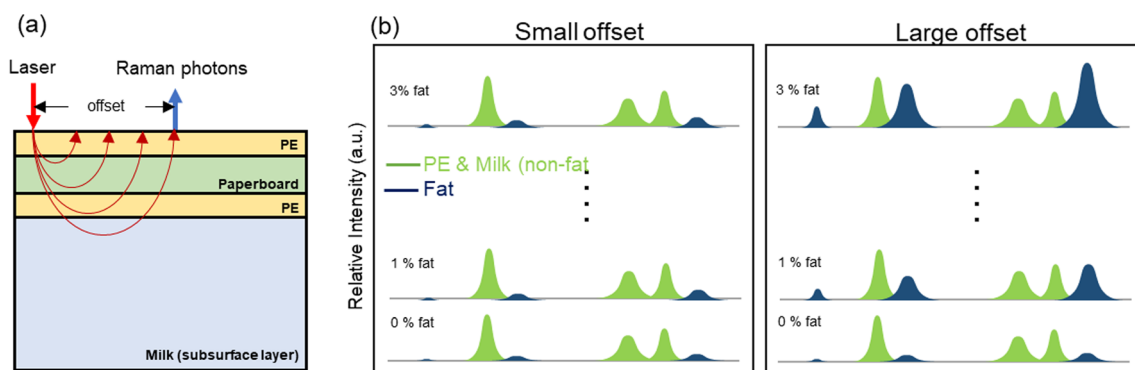 (a)
Laser
Raman photons
offset
PE
Paperboard
PE
Milk (subsurface layer)
(b)
Small offset
Large offset
Relative Intensity (a.u.)
3% fat
PE & Milk (non-fat
Fat
1 % fat
0 % fat
3 % fat
1 % fat
0 % fat